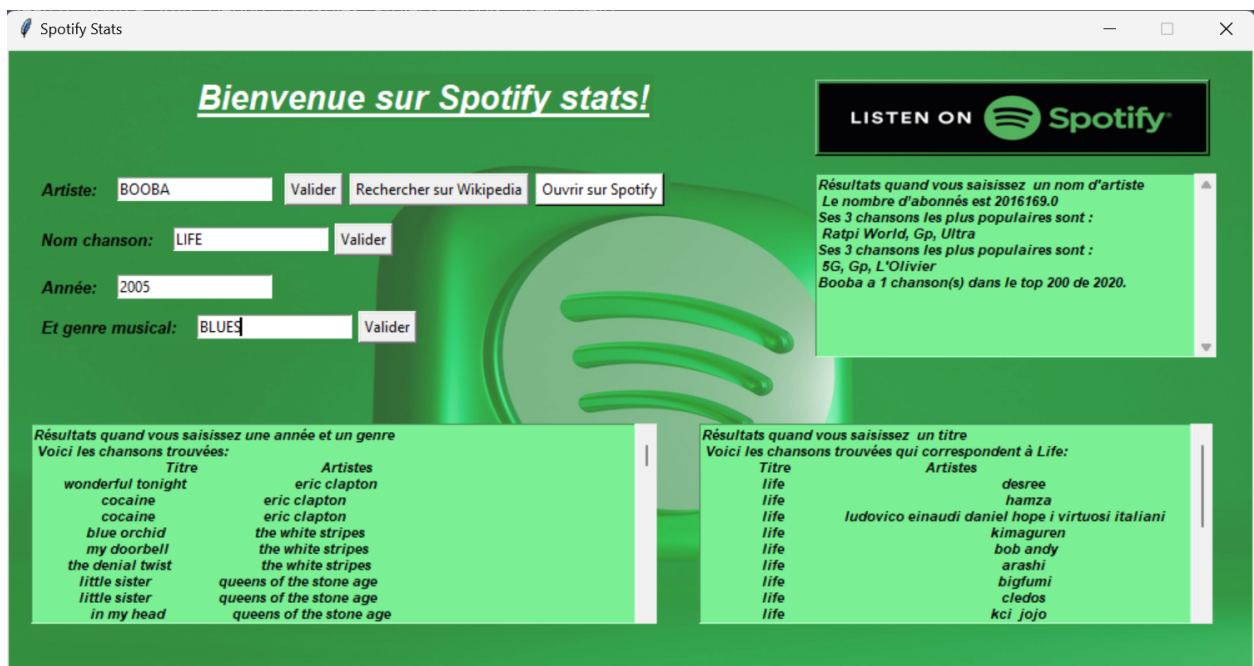 Spotify Stats
Bienvenue sur Spotify stats!
LISTEN ON Spotify
Artiste: BOOBA Valider Rechercher sur Wikipedia Ouvrir sur Spotify
Nom chanson: LIFE Valider
Année: 2005
Et genre musical: BLUES Valider
Résultats quand vous saisissez un nom d'artiste
Le nombre d'abonnés est 2016169.0
Ses 3 chansons les plus populaires sont :
Ratpi World, Gp, Ultra
Ses 3 chansons les plus populaires sont :
5G, Gp, L'Olivier
Booba a 1 chanson(s) dans le top 200 de 2020.
Résultats quand vous saisissez une année et un genre
Voici les chansons trouvées:
Titre Artistes
wonderful tonight eric clapton
cocaine eric clapton
cocaine eric clapton
blue orchid the white stripes
my doorbell the white stripes
the denial twist the white stripes
little sister queens of the stone age
little sister queens of the stone age
in my head queens of the stone age
Résultats quand vous saisissez un titre
Voici les chansons trouvées qui correspondent à Life:
Titre Artistes
life desree
life hamza
life ludovico einaudi daniel hope i virtuosi italiani
life kimaguren
life bob andy
life arashi
life bigfumi
life cledos
life kci jojo